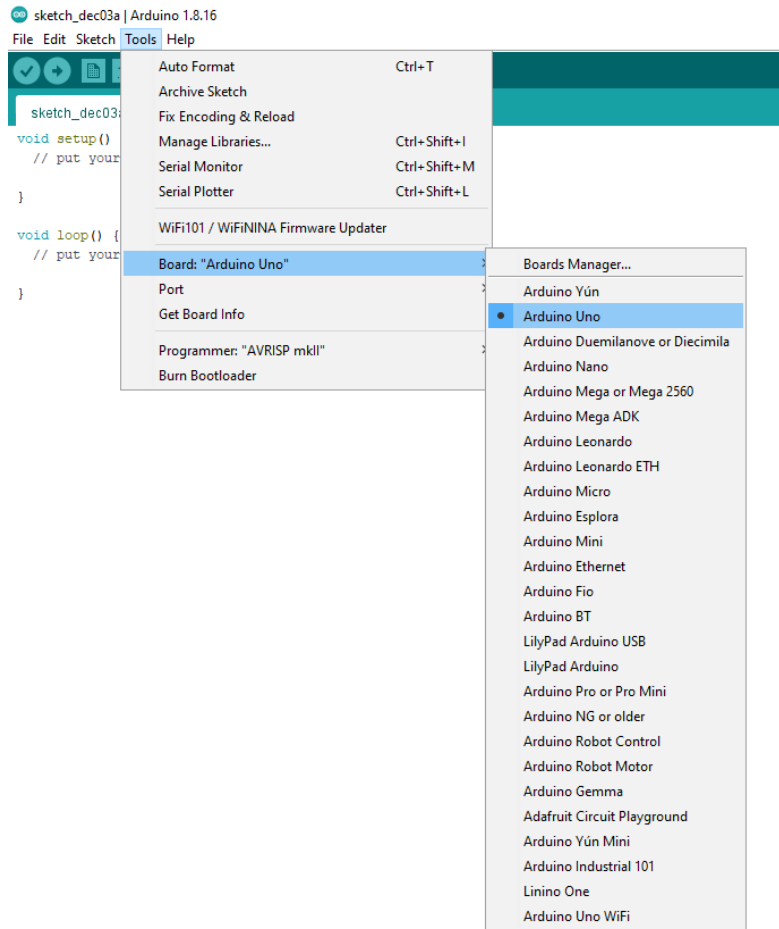 sketch_dec03a | Arduino 1.8.16
File Edit Sketch Tools Help
sketch_dec03a
void setup()
// put your
}
void loop() {
// put your
}
Auto Format Ctrl+T
Archive Sketch
Fix Encoding & Reload
Manage Libraries... Ctrl+Shift+I
Serial Monitor Ctrl+Shift+M
Serial Plotter Ctrl+Shift+L
WiFi101 / WiFiNINA Firmware Updater
Board: "Arduino Uno"
Port
Get Board Info
Programmer: "AVRISP mkII"
Burn Bootloader
Boards Manager...
Arduino Yún
Arduino Uno
Arduino Duemilanove or Diecimila
Arduino Nano
Arduino Mega or Mega 2560
Arduino Mega ADK
Arduino Leonardo
Arduino Leonardo ETH
Arduino Micro
Arduino Esplora
Arduino Mini
Arduino Ethernet
Arduino Fio
Arduino BT
LilyPad Arduino USB
LilyPad Arduino
Arduino Pro or Pro Mini
Arduino NG or older
Arduino Robot Control
Arduino Robot Motor
Arduino Gemma
Adafruit Circuit Playground
Arduino Yún Mini
Arduino Industrial 101
Linino One
Arduino Uno WiFi